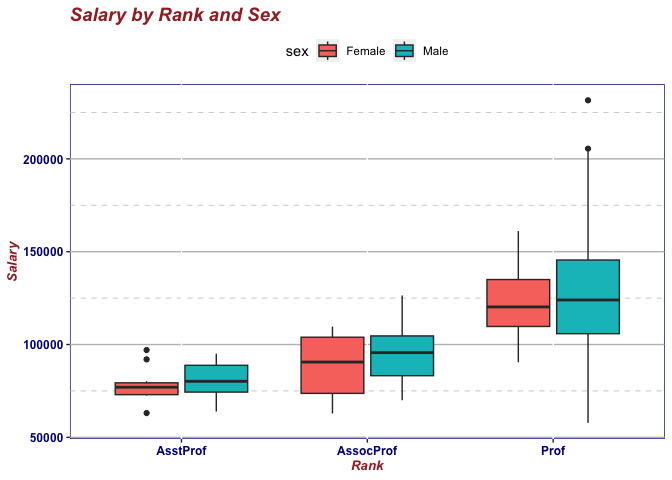 Salary by Rank and Sex
sex Female Male
200000
150000
100000
50000
Salary
AsstProf AssocProf Prof
Rank